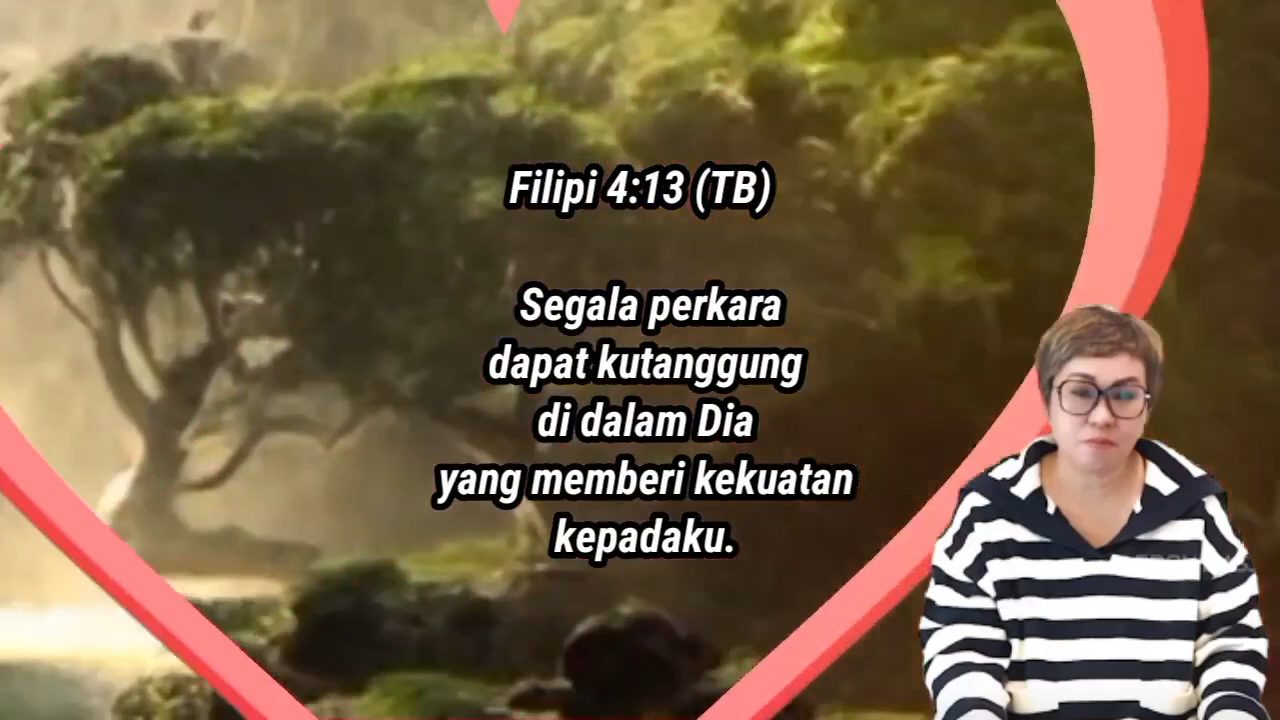 Filipi 4:13 (TB)
Segala perkara
dapat kutanggung
di dalam Dia
yang memberi kekuatan
kepadaku.